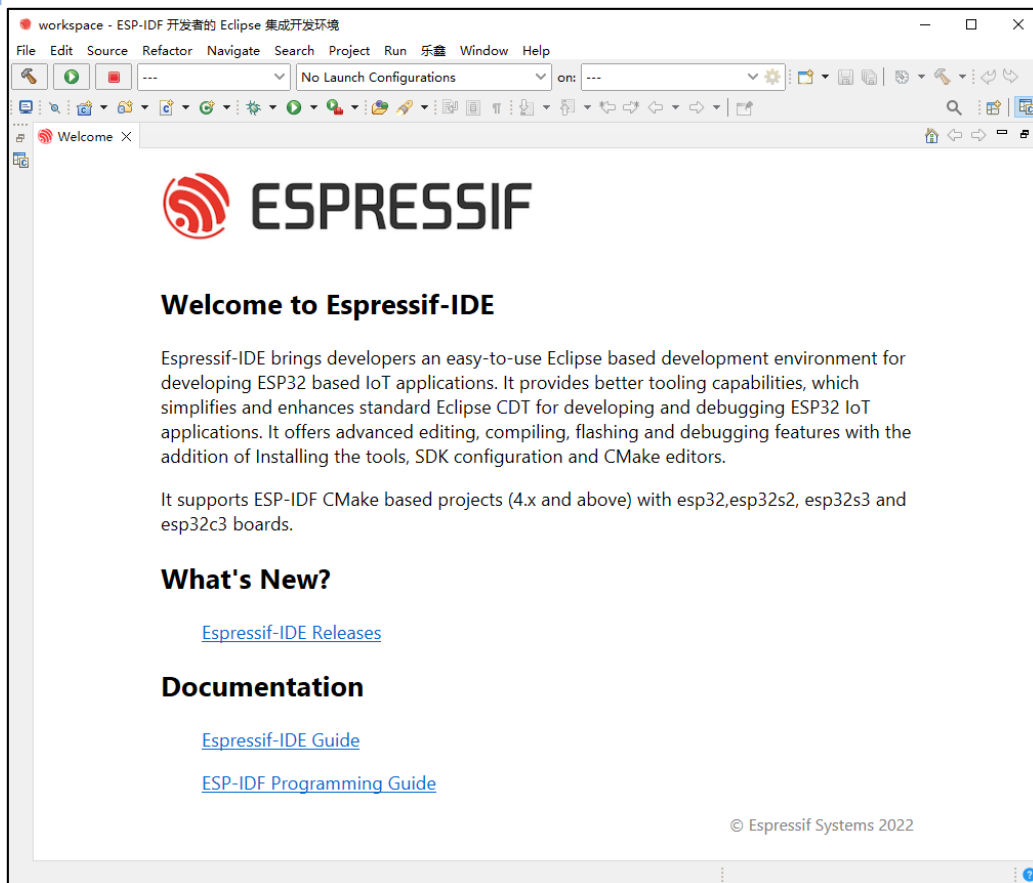 workspace - ESP-IDF 开发者的 Eclipse 集成开发环境
File Edit Source Refactor Navigate Search Project Run 乐鑫 Window Help
--- No Launch Configurations on: ---
Welcome
ESPRESSIF
Welcome to Espressif-IDE
Espressif-IDE brings developers an easy-to-use Eclipse based development environment for
developing ESP32 based IoT applications. It provides better tooling capabilities, which
simplifies and enhances standard Eclipse CDT for developing and debugging ESP32 IoT
applications. It offers advanced editing, compiling, flashing and debugging features with the
addition of Installing the tools, SDK configuration and CMake editors.
It supports ESP-IDF CMake based projects (4.x and above) with esp32,esp32s2, esp32s3 and
esp32c3 boards.
What's New?
Espressif-IDE Releases
Documentation
Espressif-IDE Guide
ESP-IDF Programming Guide
© Espressif Systems 2022